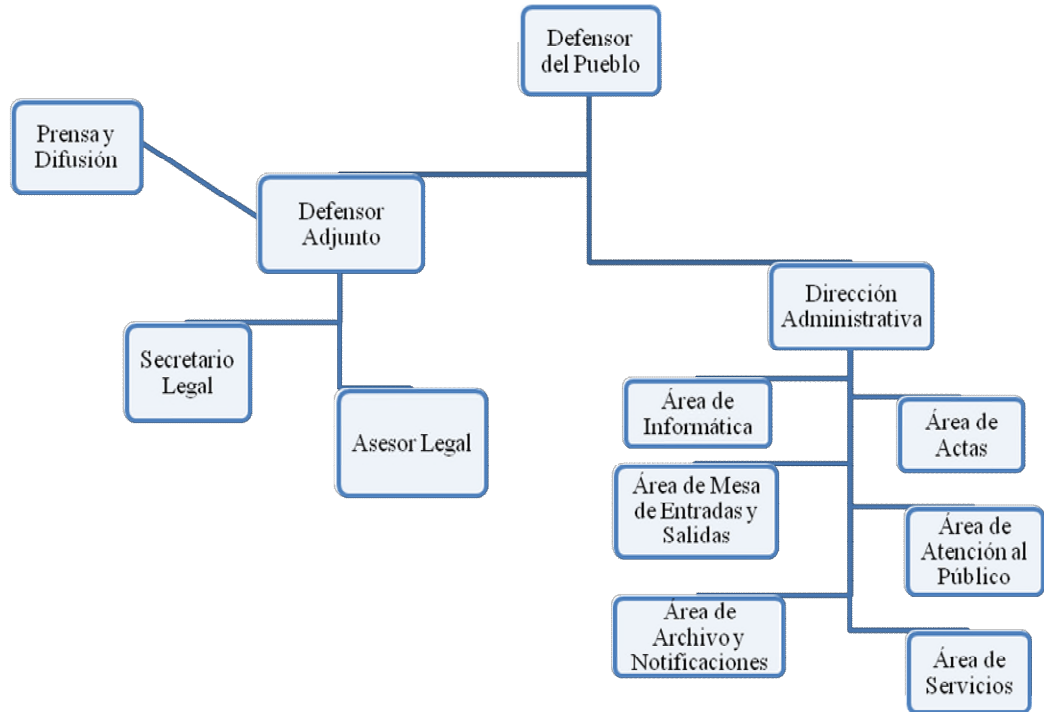 Defensor
del Pueblo
Prensa y
Difusión
Defensor
Adjunto
Dirección
Administrativa
Secretario
Legal
Asesor Legal
Área de
Informática
Área de
Actas
Área de Mesa
de Entradas y
Salidas
Área de
Atención al
Público
Área de
Archivo y
Notificaciones
Área de
Servicios